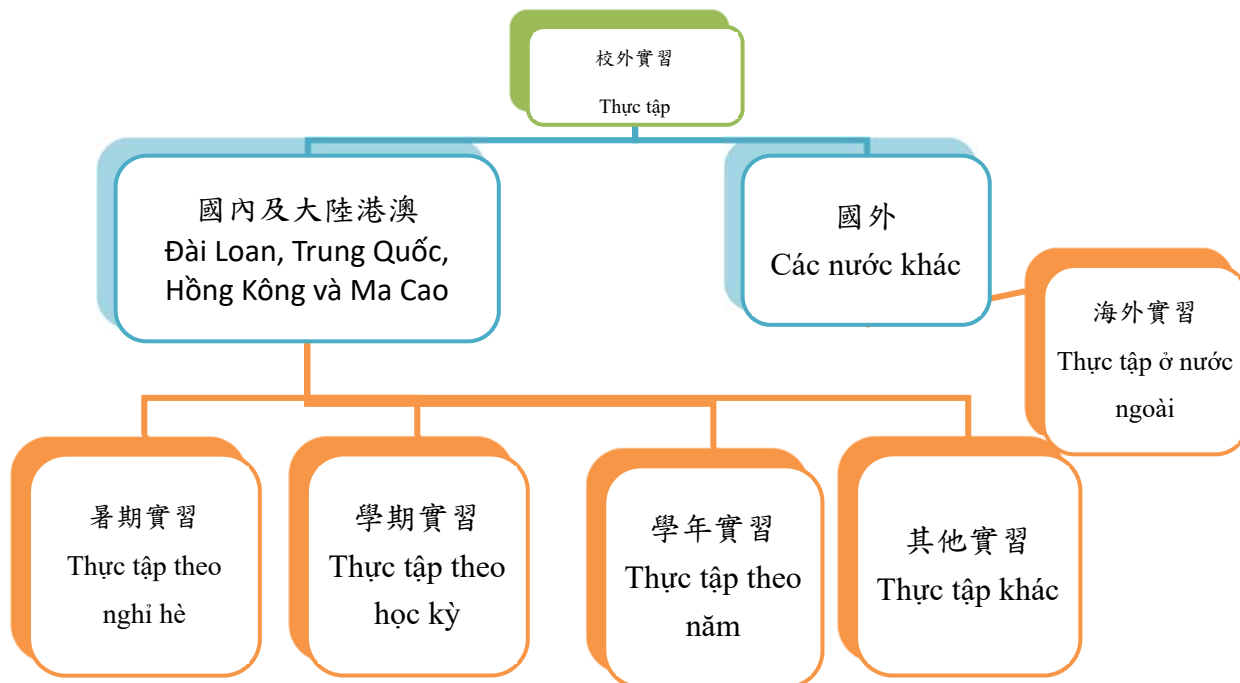 校外實習
Thực tập
國內及大陸港澳
Đài Loan, Trung Quốc,
Hồng Kông và Ma Cao
國外
Các nước khác
海外實習
Thực tập ở nước
ngoài
暑期實習
Thực tập theo
nghỉ hè
學期實習
Thực tập theo
học kỳ
學年實習
Thực tập theo
năm
其他實習
Thực tập khác